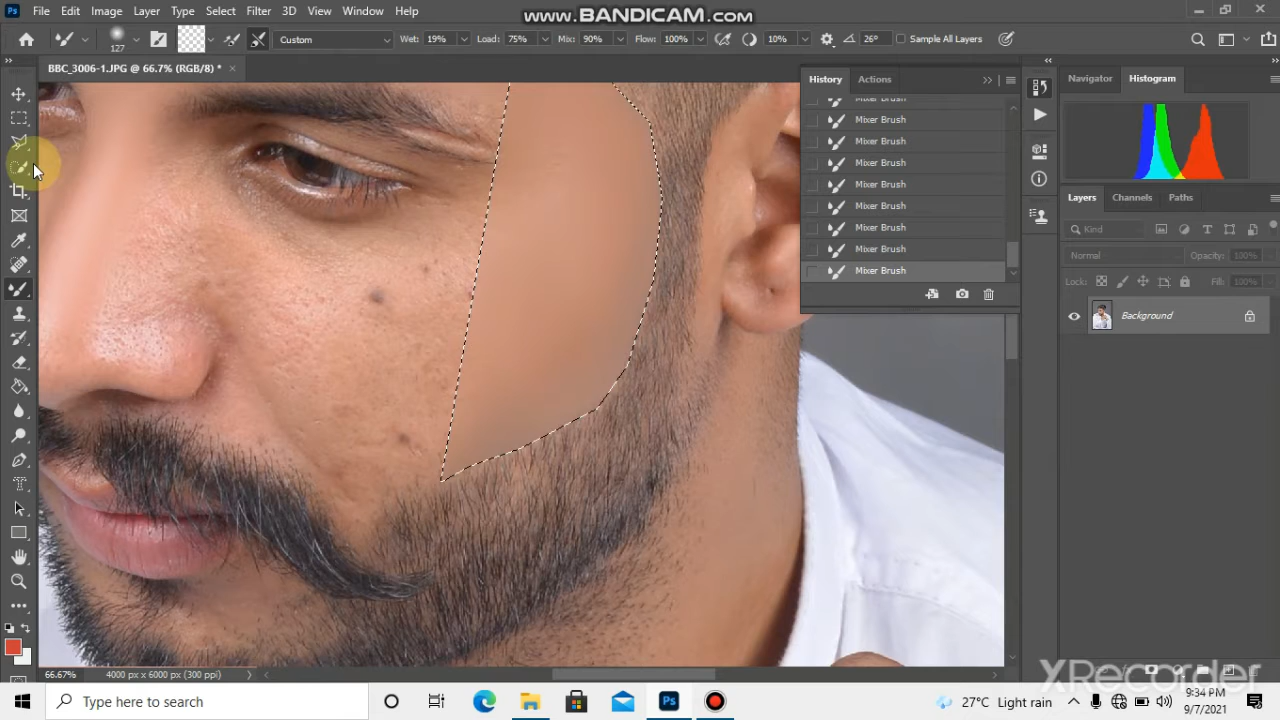 www.BANDICAM.com
Ps File Edit Image Layer Type Select Filter 3D View Window Help
127 Custom Wet: 19% Load: 75% Mix: 90% Flow: 100% 10% 26° Sample All Layers
BBC_3006-1.JPG @ 66.7% (RGB/8) * ×
History Actions
Mixer Brush
Mixer Brush
Mixer Brush
Mixer Brush
Mixer Brush
Mixer Brush
Mixer Brush
Mixer Brush
Mixer Brush
Navigator Histogram
Layers Channels Paths
Kind
Normal Opacity: 100%
Lock: Fill: 100%
Background
66.67% 4000 px x 6000 px (300 ppi)
XRecorder
Type here to search
Ps
27°C Light rain
9:34 PM
9/7/2021